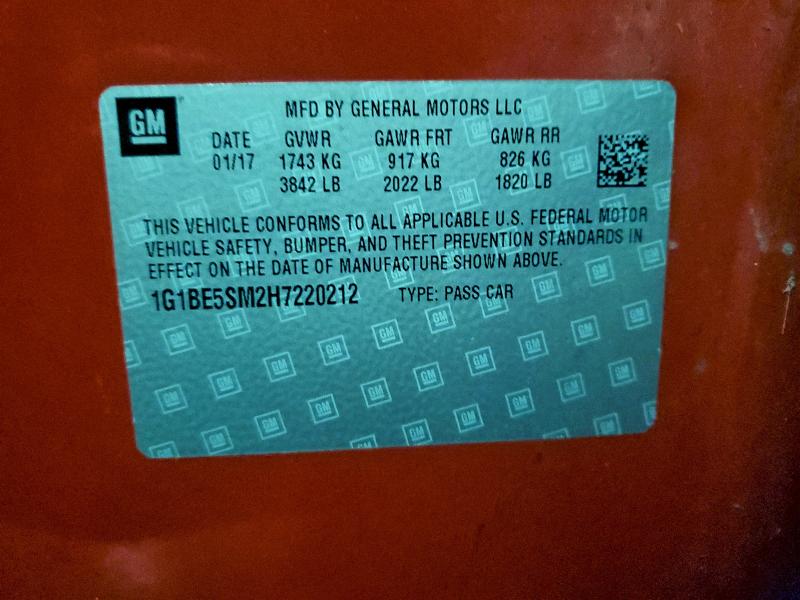 GM
MFD BY GENERAL MOTORS LLC
DATE GVWR GAWR FRT GAWR RR
01/17 1743 KG 917 KG 826 KG
3842 LB 2022 LB 1820 LB
THIS VEHICLE CONFORMS TO ALL APPLICABLE U.S. FEDERAL MOTOR
VEHICLE SAFETY, BUMPER, AND THEFT PREVENTION STANDARDS IN
EFFECT ON THE DATE OF MANUFACTURE SHOWN ABOVE.
1G1BE5SM2H7220212 TYPE: PASS CAR